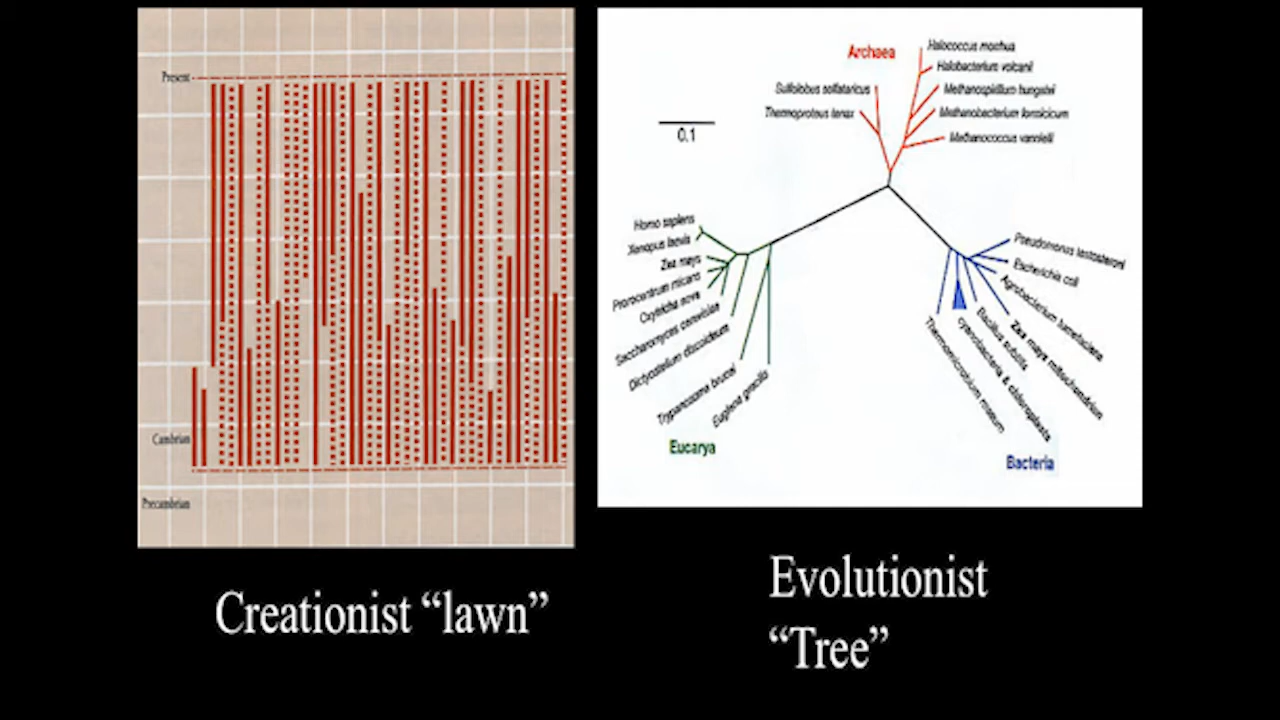 Present
Cambrian
Precambrian
Creationist “lawn”
Archaea
Halococcus morrhua
Halobacterium volcanii
Sulfolobus solfataricus
Methanospirillum hungatei
Thermoproteus tenax
Methanobacterium formicicum
Methanococcus vannielii
0.1
Homo sapiens
Xenopus laevis
Zea mays
Prorocentrum micans
Oxytricha nova
Saccharomyces cerevisiae
Dictyostelium discoideum
Trypanosoma brucei
Euglena gracilis
Eucarya
Pseudomonas testosteroni
Escherichia coli
Agrobacterium tumefaciens
Zea mays mitochondrion
Bacillus subtilis
cyanobacteria & chloroplasts
Thermomicrobium roseum
Bacteria
Evolutionist
“Tree”